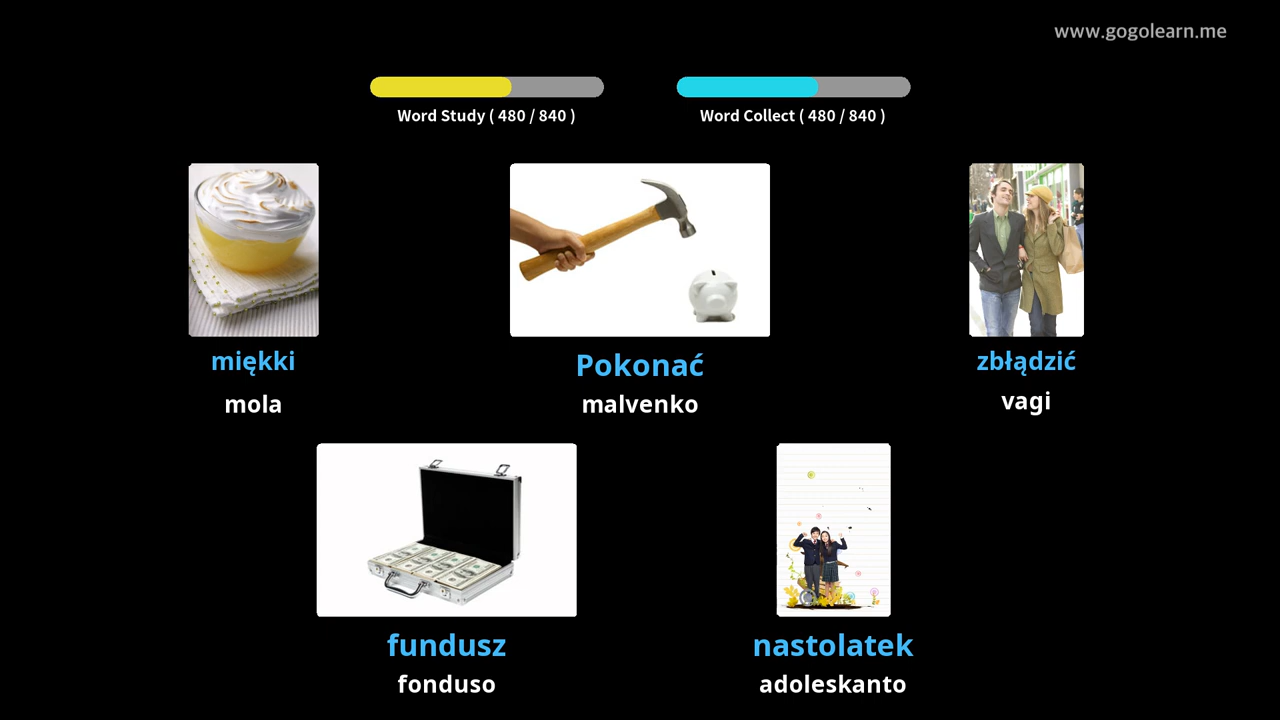 www.gogolearn.me
Word Study ( 480 / 840 )
Word Collect ( 480 / 840 )
miękki
mola
Pokonać
malvenko
zbłądzić
vagi
fundusz
fonduso
nastolatek
adoleskanto